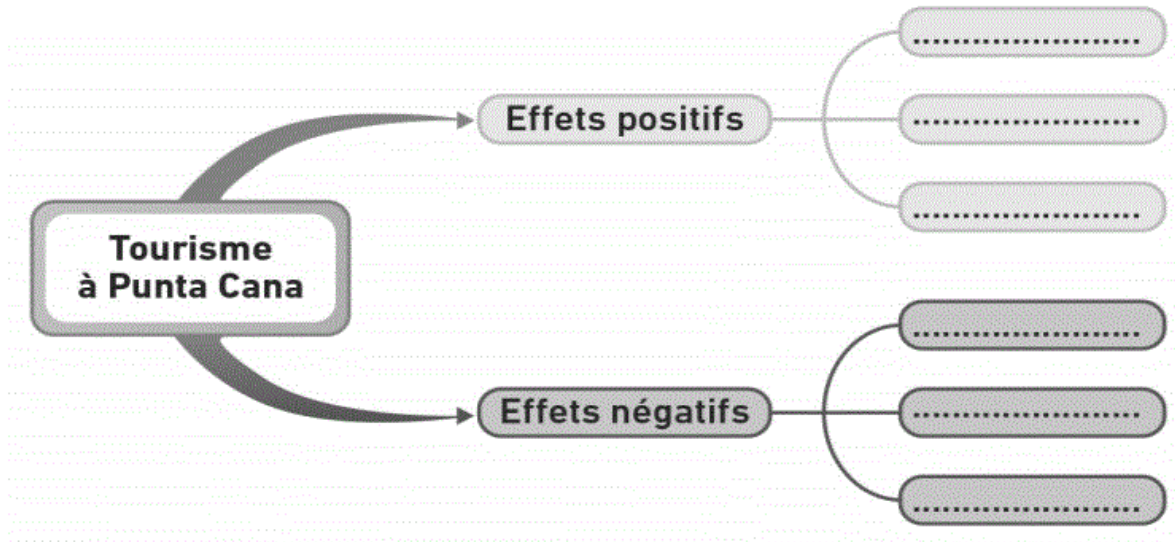 Effets positifs
Tourisme
à Punta Cana
Effets négatifs